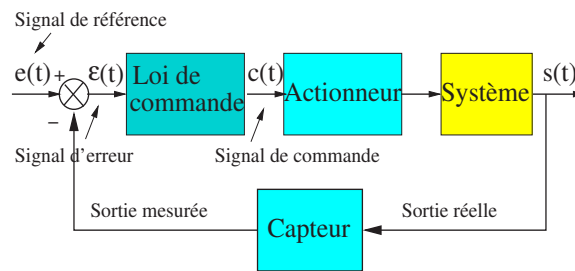 Signal de référence
e(t)
+
ε(t)
Loi de
commande
c(t)
Actionneur
Système
s(t)
−
Signal d'erreur
Signal de commande
Sortie mesurée
Capteur
Sortie réelle